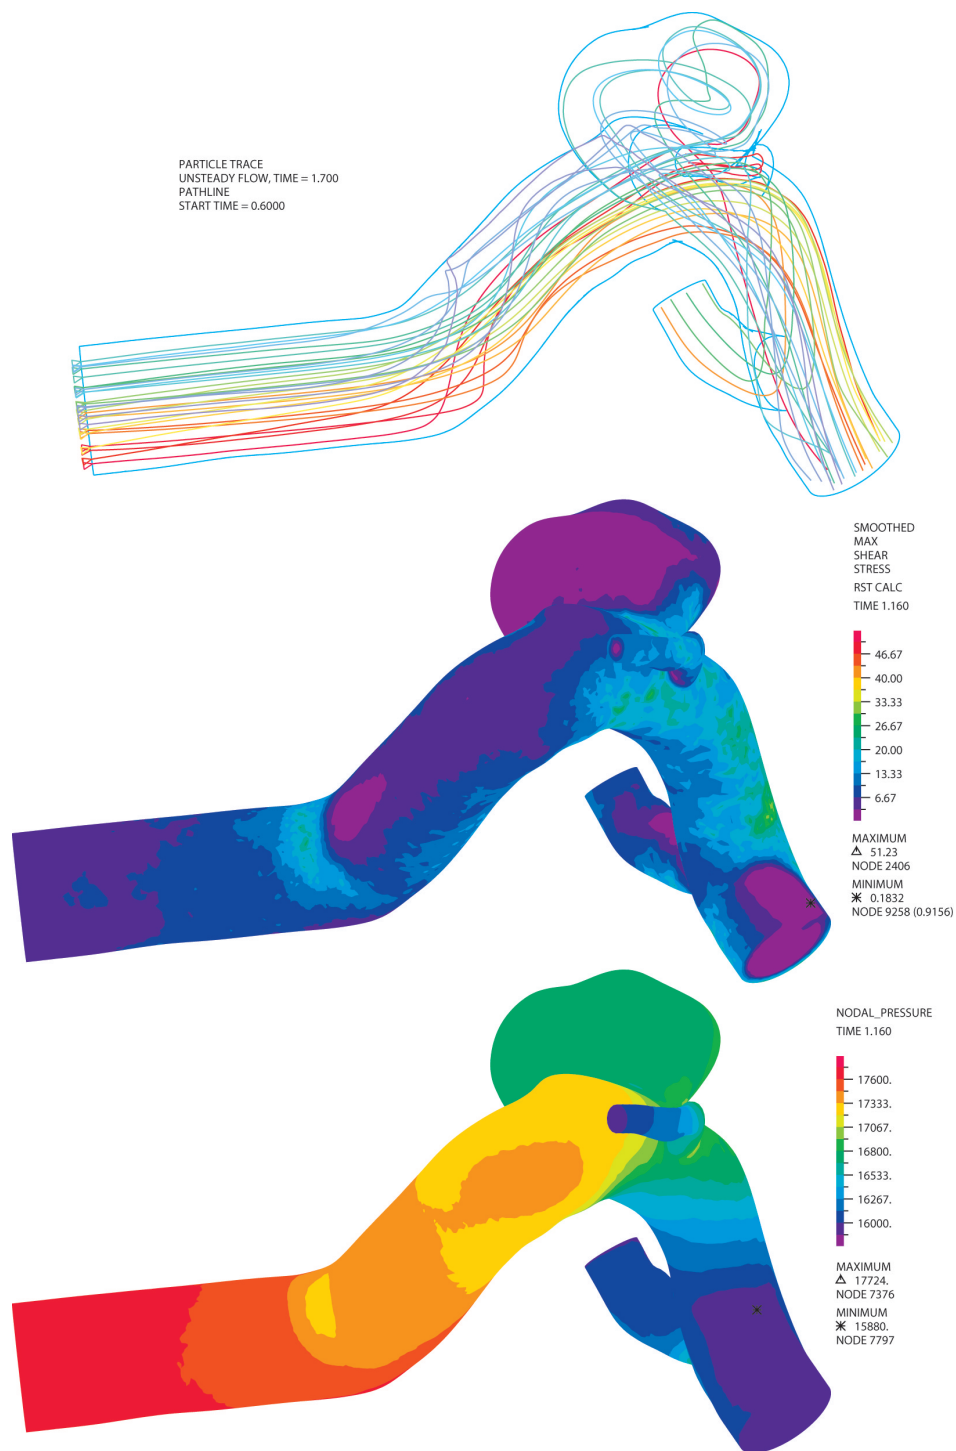 PARTICLE TRACE
UNSTEADY FLOW, TIME = 1.700
PATHLINE
START TIME = 0.6000
SMOOTHED
MAX
SHEAR
STRESS
RST CALC
TIME 1.160
46.67
40.00
33.33
26.67
20.00
13.33
6.67
MAXIMUM
51.23
NODE 2406
MINIMUM
0.1832
NODE 9258 (0.9156)
NODAL_PRESSURE
TIME 1.160
17600.
17333.
17067.
16800.
16533.
16267.
16000.
MAXIMUM
17724.
NODE 7376
MINIMUM
15880.
NODE 7797